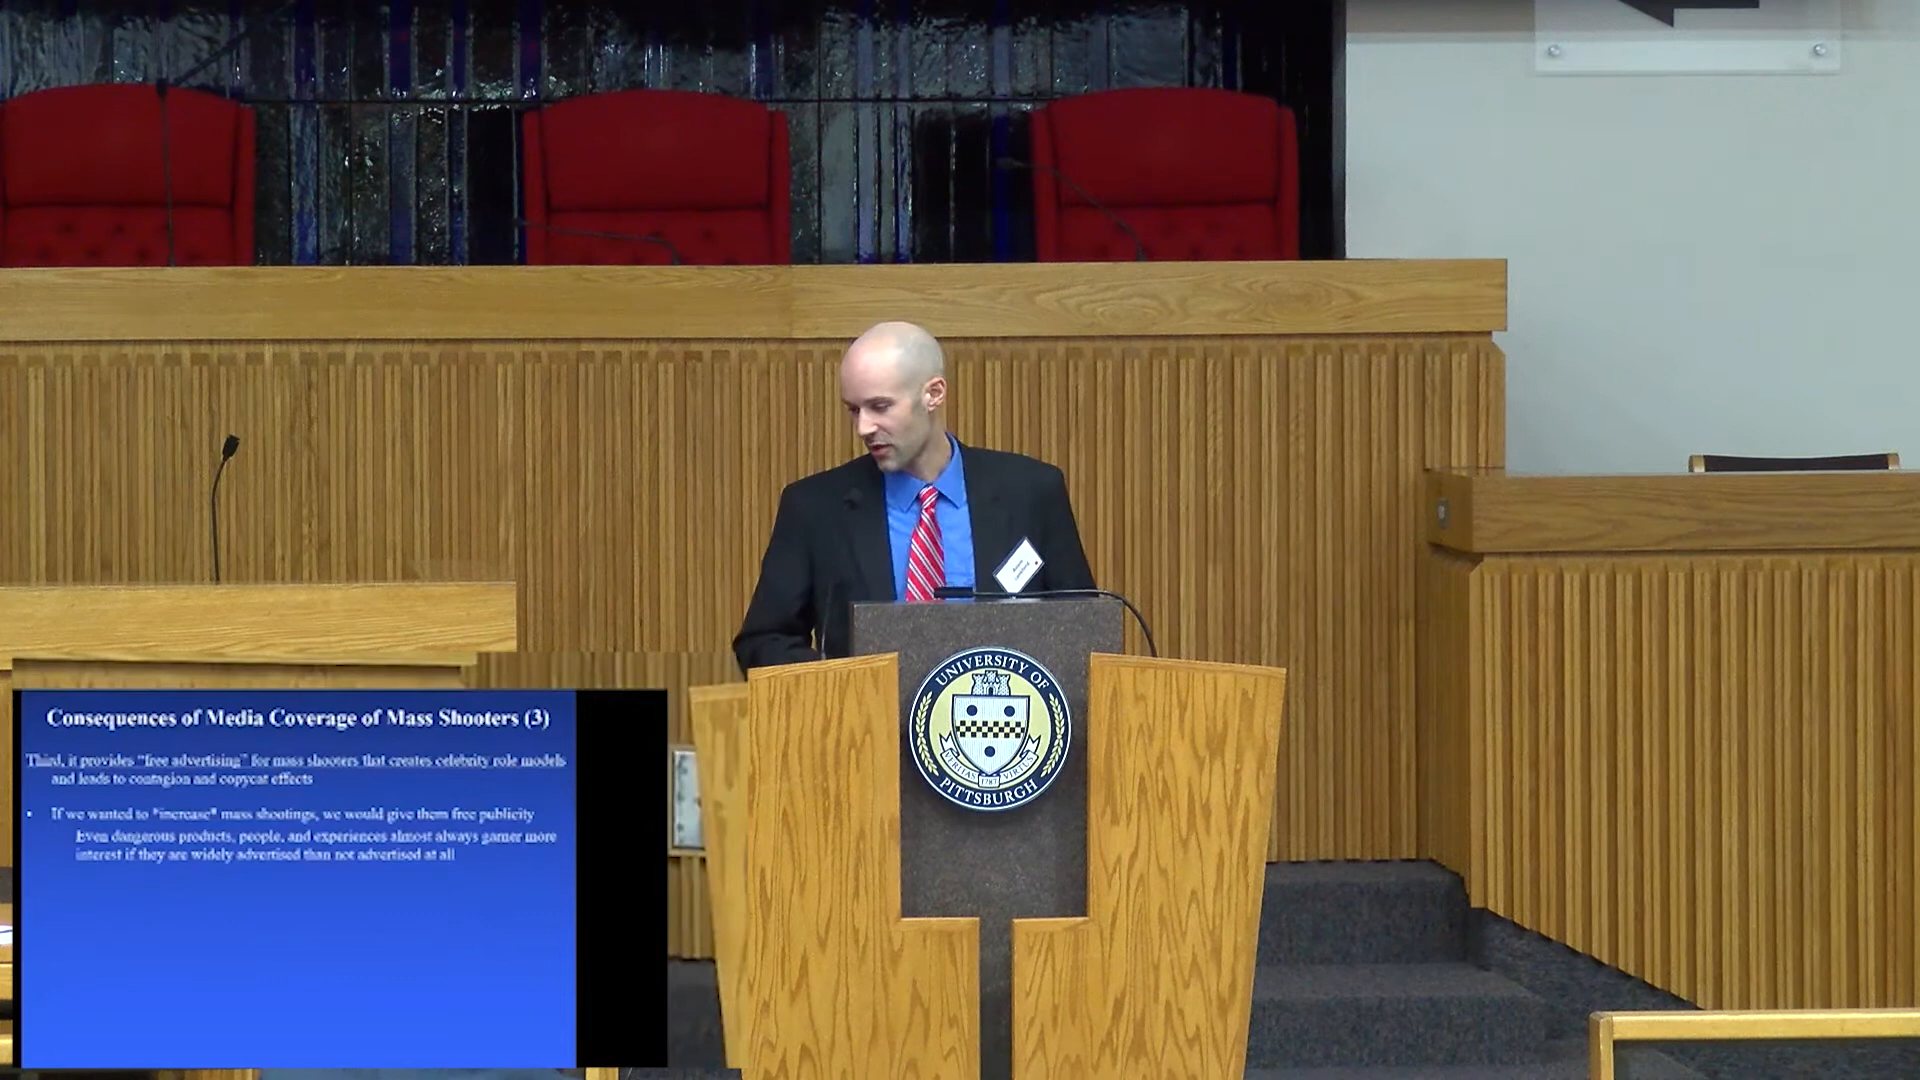 Consequences of Media Coverage of Mass Shooters (3)
Third, it provides "free advertising" for mass shooters that creates celebrity role models
and leads to contagion and copycat effects
• If we wanted to *increase* mass shootings, we would give them free publicity
Even dangerous products, people, and experiences almost always garner more
interest if they are widely advertised than not advertised at all
UNIVERSITY OF
VERITAS 1787 VIRTUS
PITTSBURGH